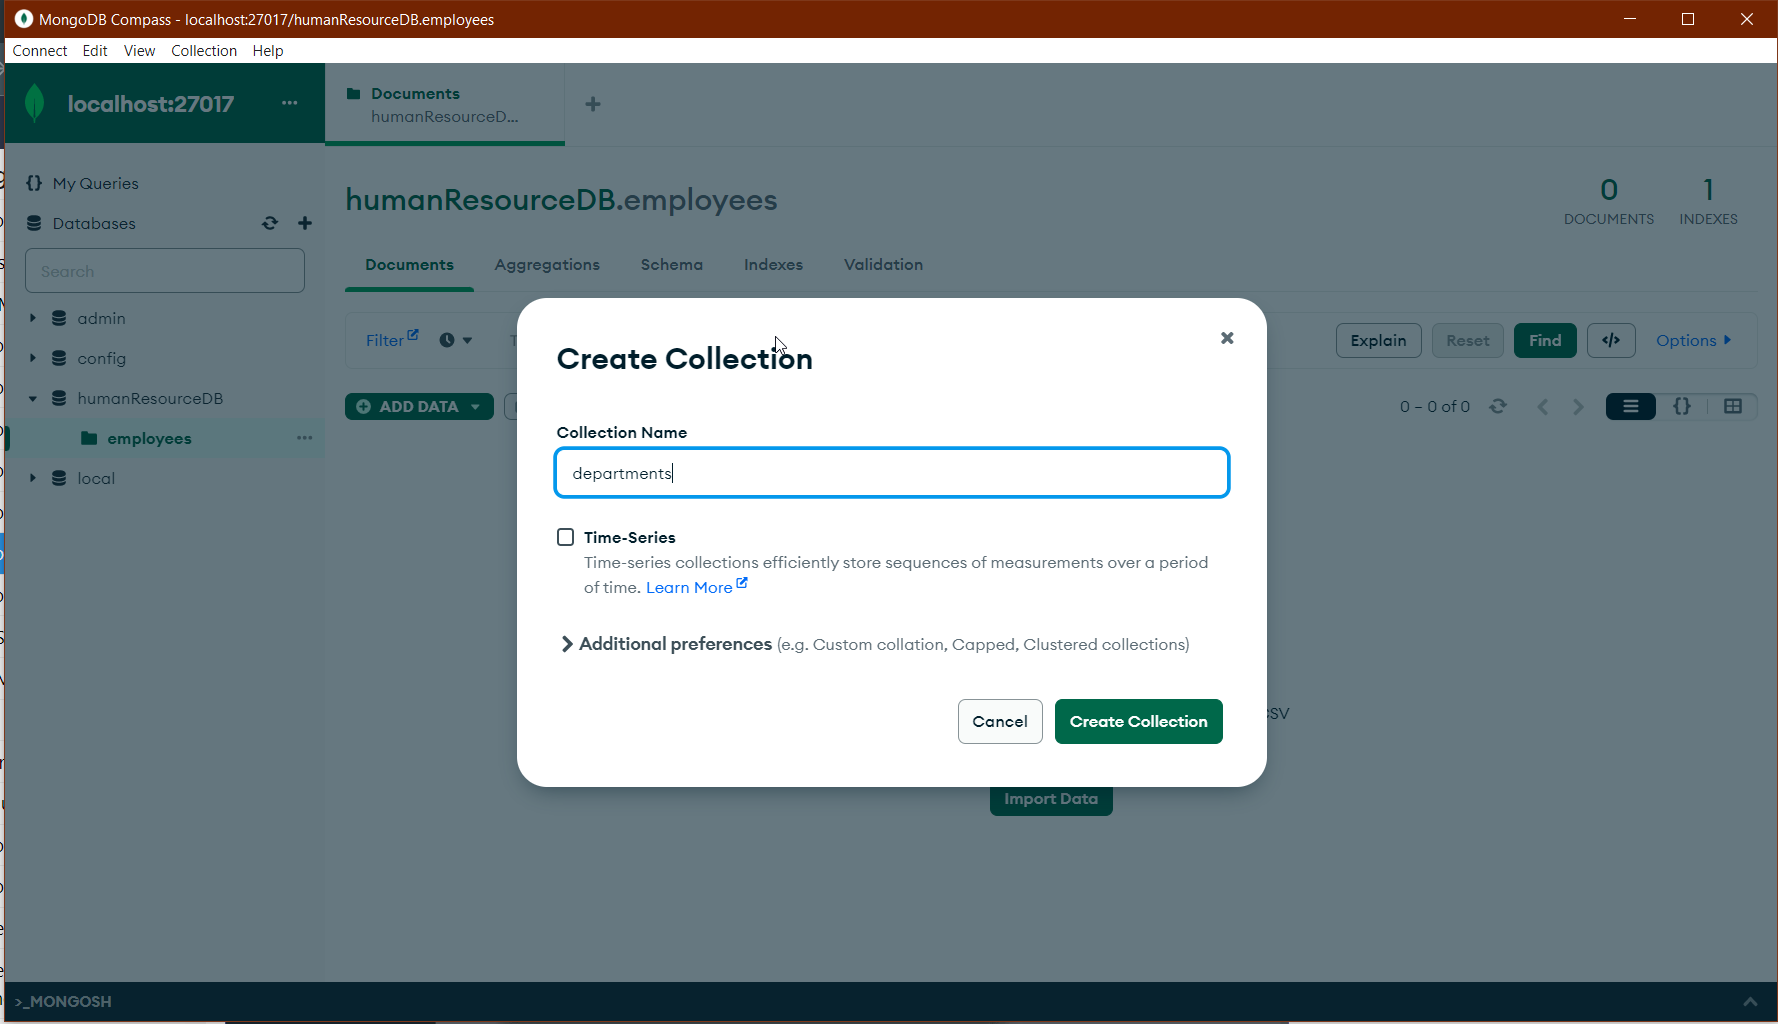 MongoDB Compass - localhost:27017/humanResourceDB.employees
Connect Edit View Collection Help
localhost:27017
Documents
humanResourceD...
My Queries
Databases
Search
admin
config
humanResourceDB
employees
local
humanResourceDB.employees
0 DOCUMENTS
1 INDEXES
Documents Aggregations Schema Indexes Validation
Filter
Explain Reset Find </> Options
ADD DATA
0 – 0 of 0
{}
Create Collection
Collection Name
departments
Time-Series
Time-series collections efficiently store sequences of measurements over a period
of time. Learn More
Additional preferences (e.g. Custom collation, Capped, Clustered collections)
Cancel Create Collection
Import Data
>_MONGOSH